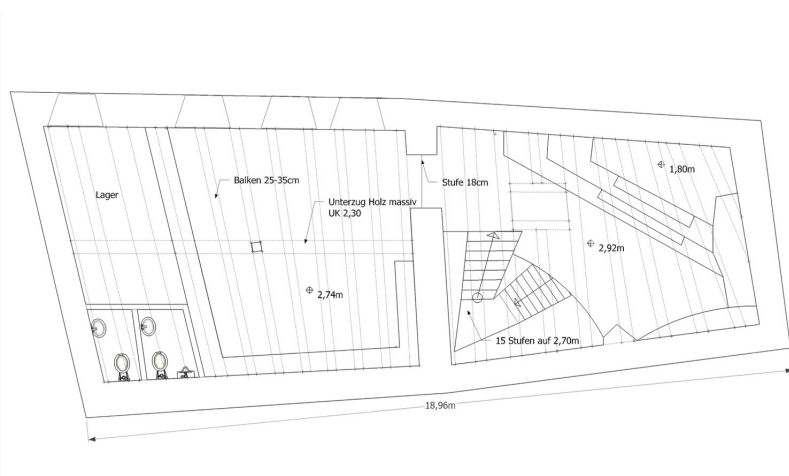 1,80m
Balken 25-35cm
Stufe 18cm
Lager
Unterzug Holz massiv
UK 2,30
2,92m
2,74m
15 Stufen auf 2,70m
18,96m